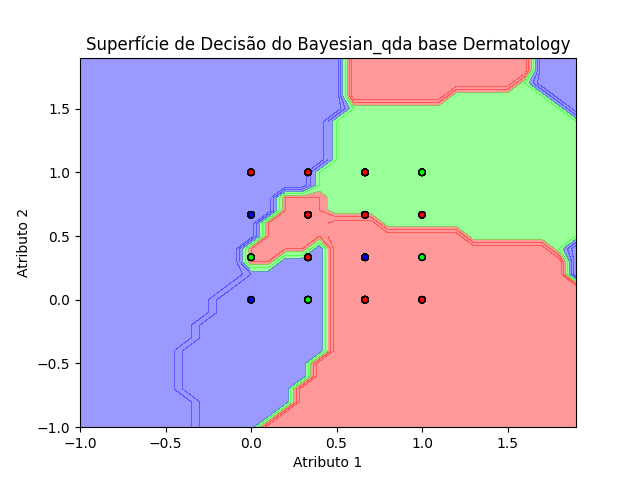 Superfície de Decisão do Bayesian_qda base Dermatology
1.5
1.0
0.5
0.0
−0.5
−1.0
Atributo 2
−1.0 −0.5 0.0 0.5 1.0 1.5
Atributo 1